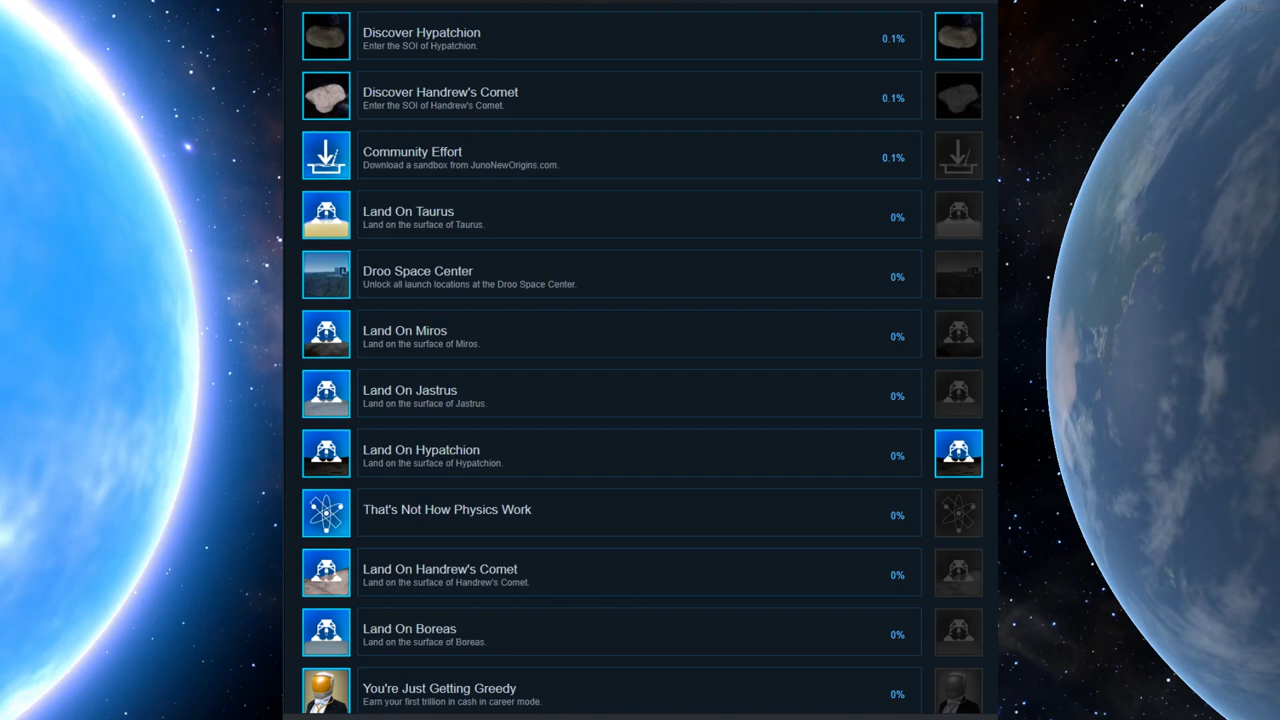 Discover Hypatchion
Enter the SOI of Hypatchion.
0.1%
Discover Handrew's Comet
Enter the SOI of Handrew's Comet.
0.1%
Community Effort
Download a sandbox from JunoNewOrigins.com.
0.1%
Land On Taurus
Land on the surface of Taurus.
0%
Droo Space Center
Unlock all launch locations at the Droo Space Center.
0%
Land On Miros
Land on the surface of Miros.
0%
Land On Jastrus
Land on the surface of Jastrus.
0%
Land On Hypatchion
Land on the surface of Hypatchion.
0%
That's Not How Physics Work
0%
Land On Handrew's Comet
Land on the surface of Handrew's Comet.
0%
Land On Boreas
Land on the surface of Boreas.
0%
You're Just Getting Greedy
Earn your first trillion in cash in career mode.
0%